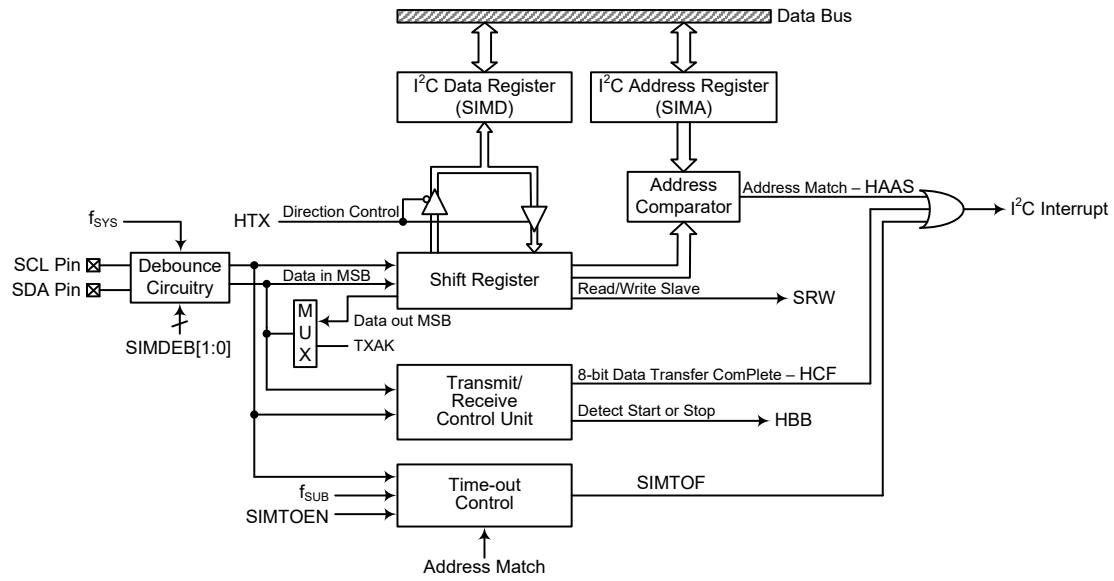 Data Bus
I²C Data Register
(SIMD)
I²C Address Register
(SIMA)
Address
Comparator
Address Match – HAAS
I²C Interrupt
HTX
Direction Control
fSYS
SCL Pin
SDA Pin
Debounce
Circuitry
SIMDEB[1:0]
Data in MSB
Shift Register
Read/Write Slave
SRW
M
U
X
Data out MSB
TXAK
Transmit/
Receive
Control Unit
8-bit Data Transfer ComPlete – HCF
Detect Start or Stop
HBB
Time-out
Control
SIMTOF
fSUB
SIMTOEN
Address Match